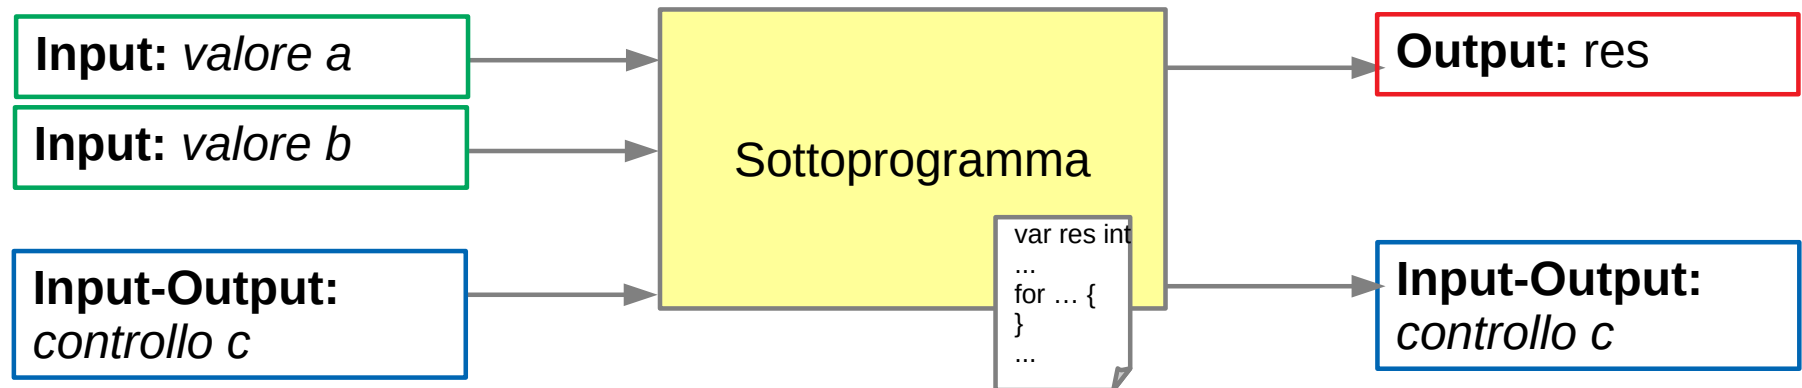 Input: valore a
Input: valore b
Input-Output:
controllo c
Sottoprogramma
var res int
...
for … {
}
...
Output: res
Input-Output:
controllo c